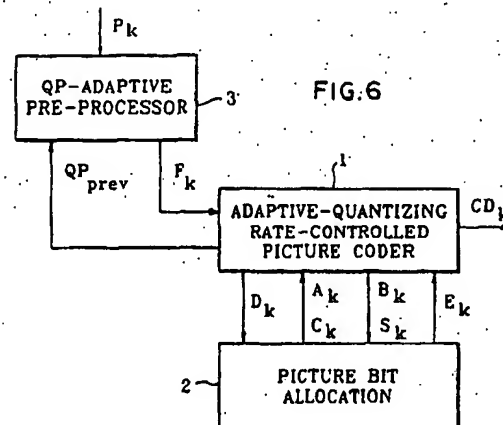 P_k
QP-ADAPTIVE
PRE-PROCESSOR
3
FIG.6
QP_prev
F_k
1
ADAPTIVE-QUANTIZING
RATE-CONTROLLED
PICTURE CODER
CD_k
D_k
A_k
C_k
B_k
S_k
E_k
2
PICTURE BIT
ALLOCATION